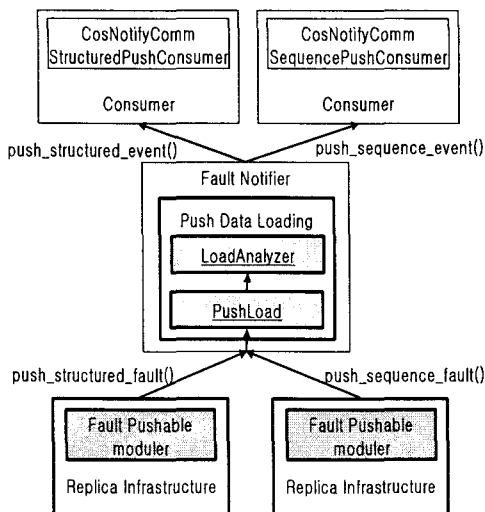 CosNotifyComm
StructuredPushConsumer
Consumer
CosNotifyComm
SequencePushConsumer
Consumer
push_structured_event()
push_sequence_event()
Fault Notifier
Push Data Loading
LoadAnalyzer
PushLoad
push_structured_fault()
push_sequence_fault()
Fault Pushable
moduler
Replica Infrastructure
Fault Pushable
moduler
Replica Infrastructure